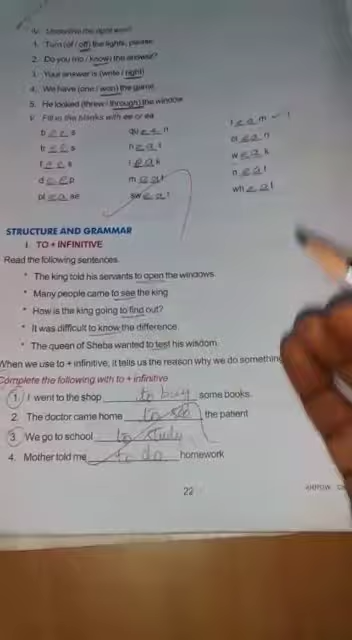 IV. Underline the right word
1. Turn (of / off) the lights, please.
2. Do you (no / know) the answer?
3. Your answer is (write / right)
4. We have (one / won) the game.
5. He looked (threw / through) the window
V. Fill in the blanks with ee or ea
b e e s qu e e n t e a m
t r e e s n e a t cl e a n
f e e s l e a k w e a k
d e e p m e a t n e a t
pl e a se sw e a t wh e a t
STRUCTURE AND GRAMMAR
I. TO + INFINITIVE
Read the following sentences.
* The king told his servants to open the windows.
* Many people came to see the king
* How is the king going to find out?
* It was difficult to know the difference.
* The queen of Sheba wanted to test his wisdom.
When we use to + infinitive, it tells us the reason why we do something
Complete the following with to + infinitive
1. I went to the shop to buy some books.
2. The doctor came home to see the patient
3. We go to school to study
4. Mother told me to do homework
22